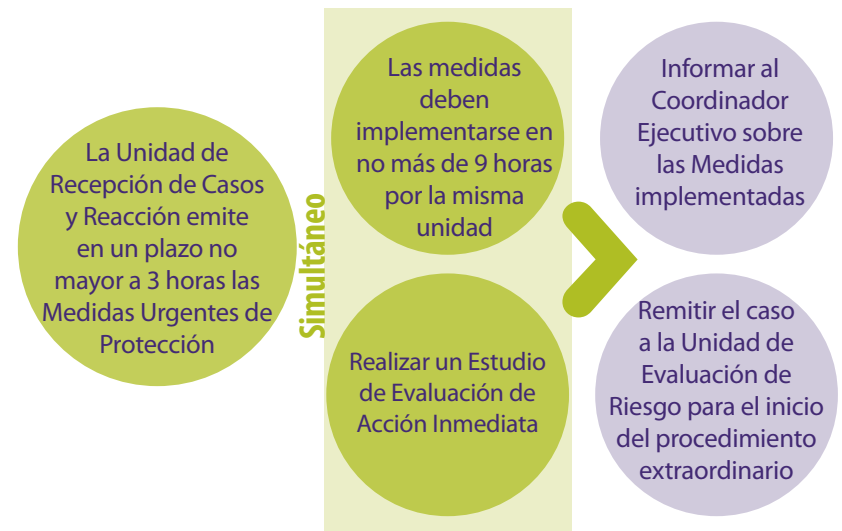 La Unidad de
Recepción de Casos
y Reacción emite
en un plazo no
mayor a 3 horas las
Medidas Urgentes de
Protección
Simultáneo
Las medidas
deben
implementarse en
no más de 9 horas
por la misma
unidad
Realizar un Estudio
de Evaluación de
Acción Inmediata
Informar al
Coordinador
Ejecutivo sobre
las Medidas
implementadas
Remitir el caso
a la Unidad de
Evaluación de
Riesgo para el inicio
del procedimiento
extraordinario